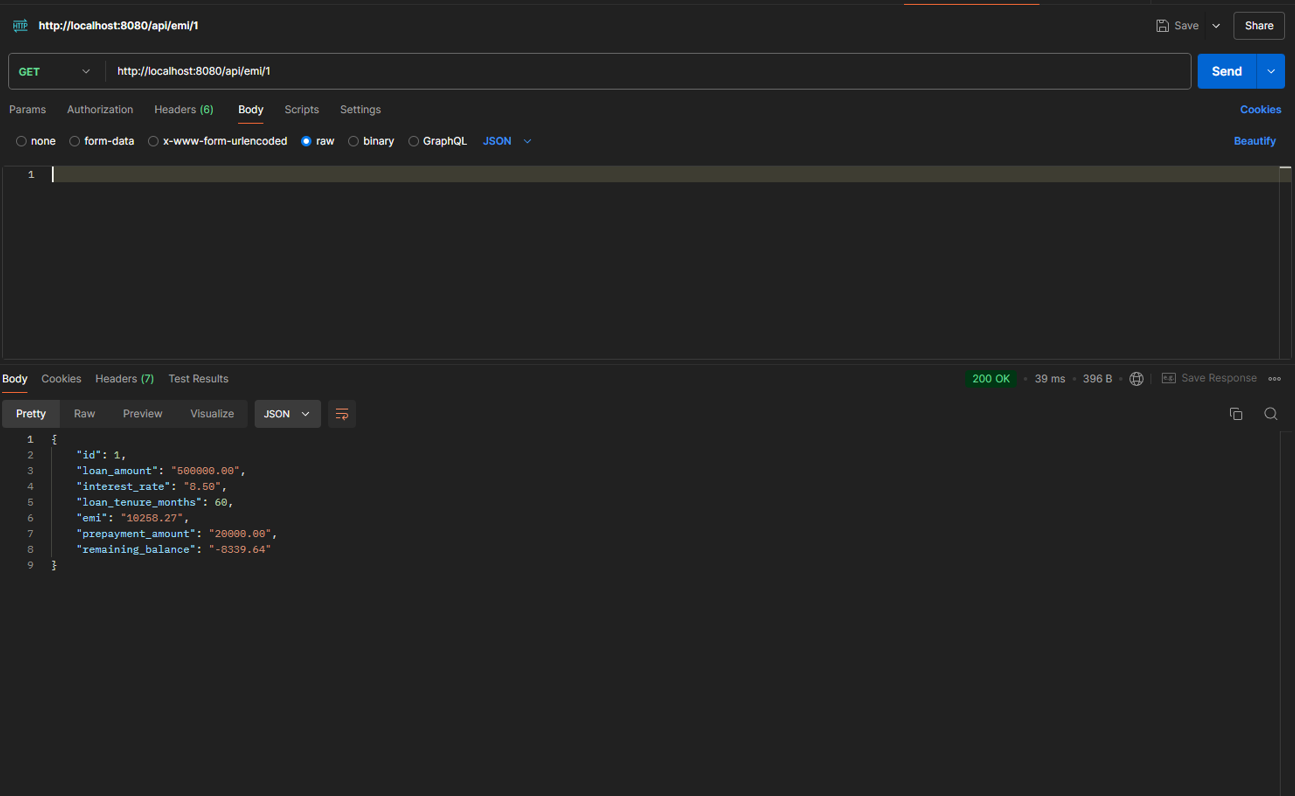 HTTP http://localhost:8080/api/emi/1 Save Share
GET http://localhost:8080/api/emi/1 Send
Params Authorization Headers (6) Body Scripts Settings Cookies
none form-data x-www-form-urlencoded raw binary GraphQL JSON Beautify
1
Body Cookies Headers (7) Test Results 200 OK • 39 ms • 396 B • Save Response
Pretty Raw Preview Visualize JSON
1 {
2 "id": 1,
3 "loan_amount": "500000.00",
4 "interest_rate": "8.50",
5 "loan_tenure_months": 60,
6 "emi": "10258.27",
7 "prepayment_amount": "20000.00",
8 "remaining_balance": "-8339.64"
9 }